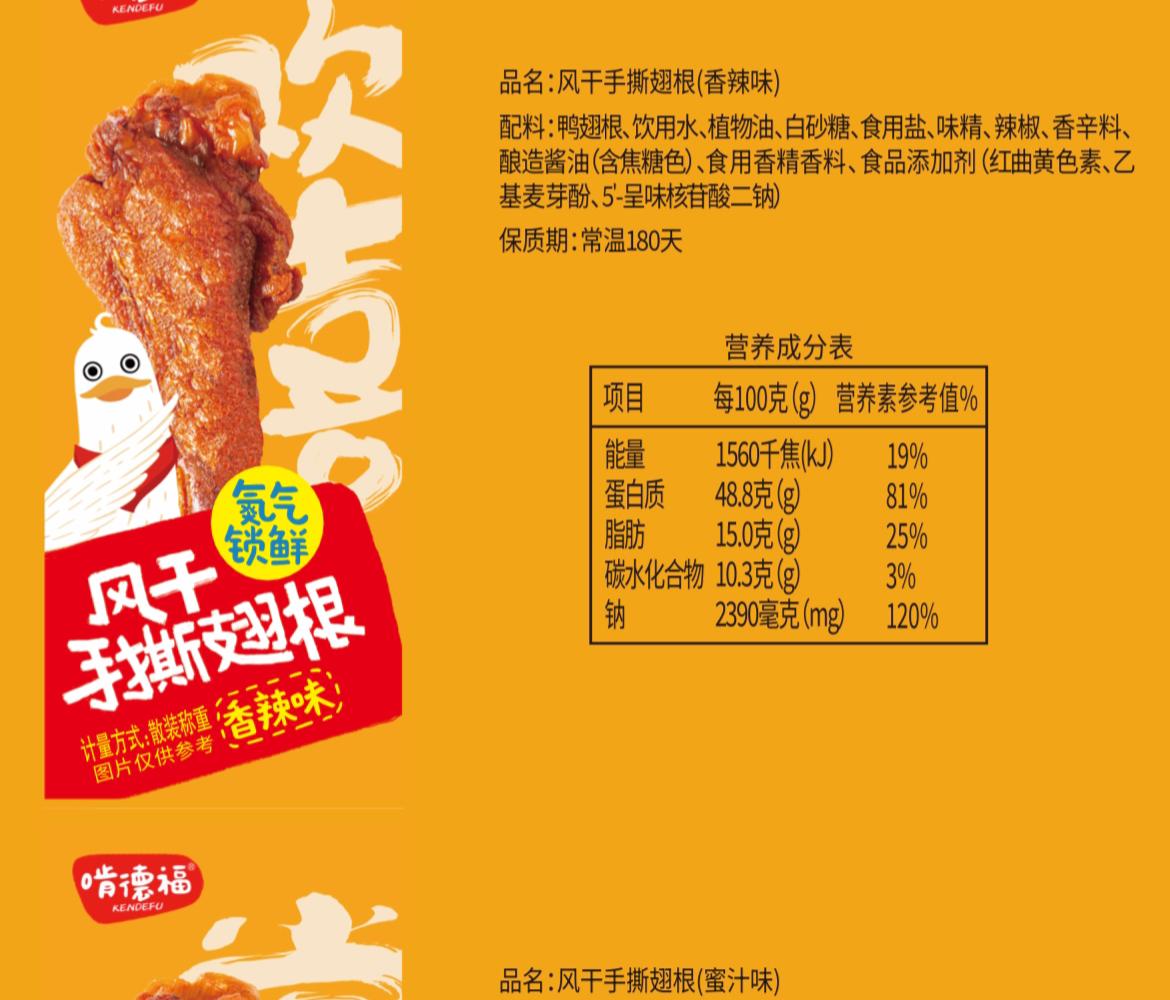 KENDEFU
品名:风干手撕翅根(香辣味)
配料:鸭翅根、饮用水、植物油、白砂糖、食用盐、味精、辣椒、香辛料、
酿造酱油(含焦糖色)、食用香精香料、食品添加剂(红曲黄色素、乙
基麦芽酚、5'-呈味核苷酸二钠)
保质期:常温180天
营养成分表
项目 每100克(g) 营养素参考值%
能量 1560千焦(kJ) 19%
蛋白质 48.8克(g) 81%
脂肪 15.0克(g) 25%
碳水化合物 10.3克(g) 3%
钠 2390毫克(mg) 120%
氮气
锁鲜
风干
手撕翅根
香辣味
计量方式:散装称重
图片仅供参考
啃德福®
KENDEFU
品名:风干手撕翅根(蜜汁味)